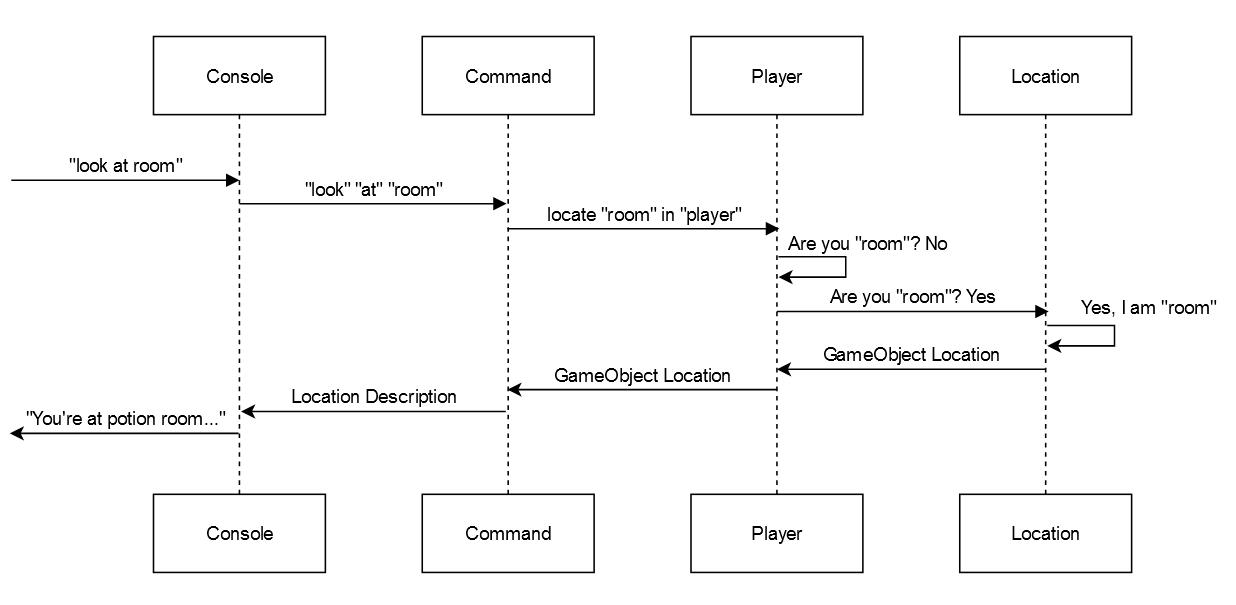 Console
Command
Player
Location
"look at room"
"look" "at" "room"
locate "room" in "player"
Are you "room"? No
Are you "room"? Yes
Yes, I am "room"
GameObject Location
GameObject Location
Location Description
"You're at potion room..."
Console
Command
Player
Location